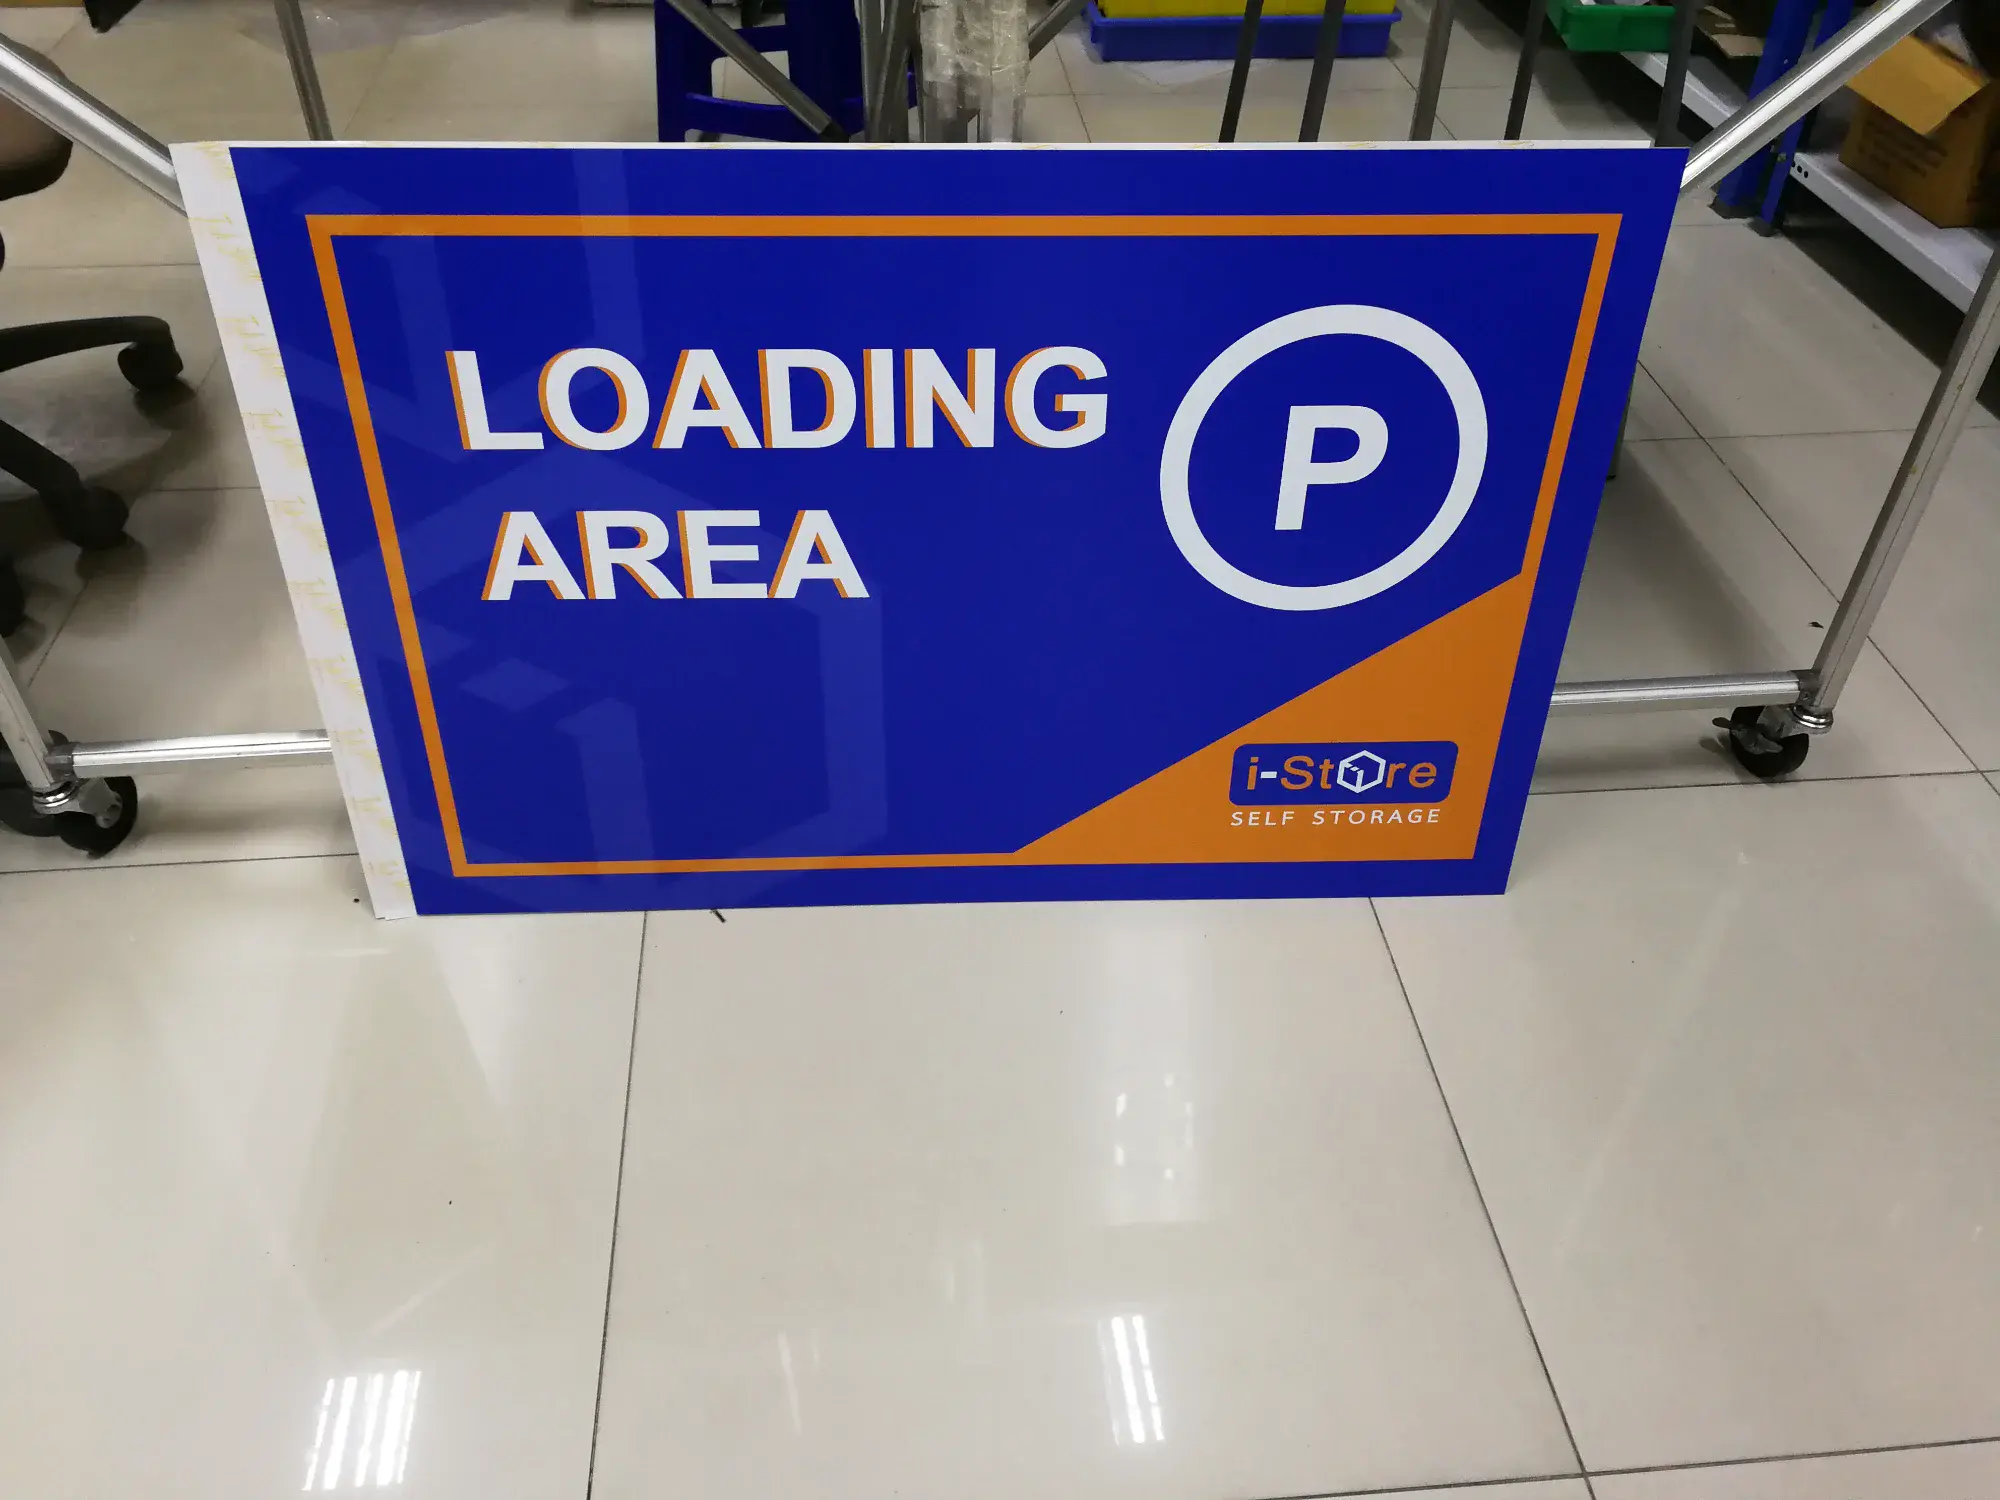 LOADING
AREA
P
i-Store
SELF STORAGE